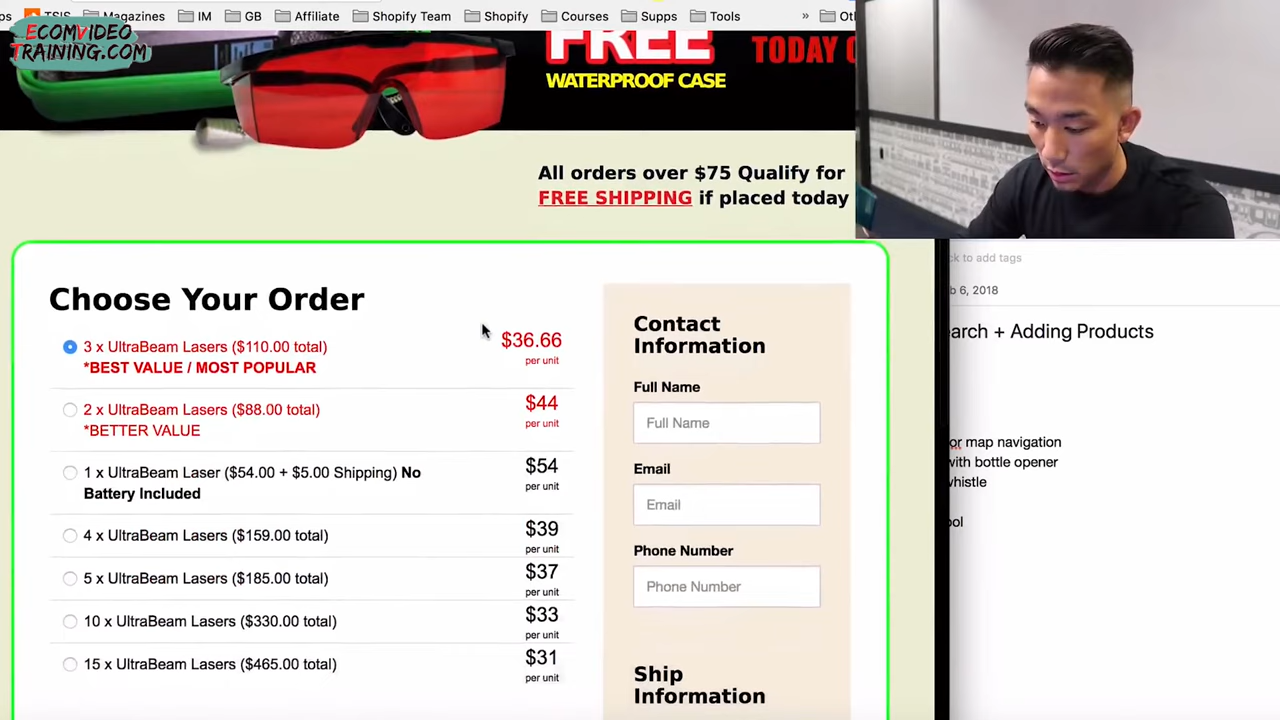 TSIS Magazines IM GB Affiliate Shopify Team Shopify Courses Supps Tools »
ECOMVIDEO
TRAINING.COM
FREE
TODAY
WATERPROOF CASE
All orders over $75 Qualify for
FREE SHIPPING if placed today
to add tags
6, 2018
Choose Your Order
+ Adding Products
3 x UltraBeam Lasers ($110.00 total)
*BEST VALUE / MOST POPULAR
$36.66
per unit
2 x UltraBeam Lasers ($88.00 total)
*BETTER VALUE
$44
per unit
1 x UltraBeam Laser ($54.00 + $5.00 Shipping) No
Battery Included
$54
per unit
4 x UltraBeam Lasers ($159.00 total)
$39
per unit
5 x UltraBeam Lasers ($185.00 total)
$37
per unit
10 x UltraBeam Lasers ($330.00 total)
$33
per unit
15 x UltraBeam Lasers ($465.00 total)
$31
per unit
Contact
Information
Full Name
Full Name
Email
Email
Phone Number
Phone Number
Ship
Information
or map navigation
with bottle opener
whistle